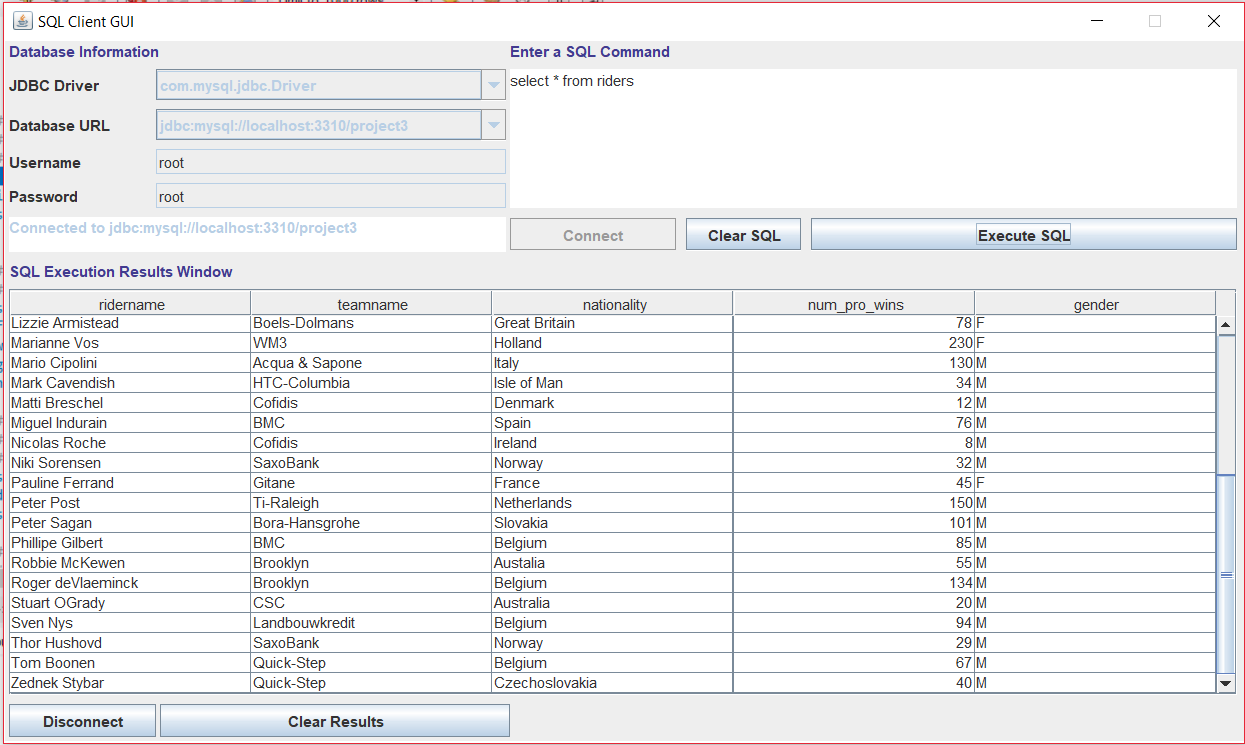 SQL Client GUI
Database Information
Enter a SQL Command
JDBC Driver com.mysql.jdbc.Driver
select * from riders
Database URL jdbc:mysql://localhost:3310/project3
Username root
Password root
Connected to jdbc:mysql://localhost:3310/project3
Connect Clear SQL Execute SQL
SQL Execution Results Window
ridername teamname nationality num_pro_wins gender
Lizzie Armistead Boels-Dolmans Great Britain 78 F
Marianne Vos WM3 Holland 230 F
Mario Cipolini Acqua & Sapone Italy 130 M
Mark Cavendish HTC-Columbia Isle of Man 34 M
Matti Breschel Cofidis Denmark 12 M
Miguel Indurain BMC Spain 76 M
Nicolas Roche Cofidis Ireland 8 M
Niki Sorensen SaxoBank Norway 32 M
Pauline Ferrand Gitane France 45 F
Peter Post Ti-Raleigh Netherlands 150 M
Peter Sagan Bora-Hansgrohe Slovakia 101 M
Phillipe Gilbert BMC Belgium 85 M
Robbie McKewen Brooklyn Austalia 55 M
Roger deVlaeminck Brooklyn Belgium 134 M
Stuart OGrady CSC Australia 20 M
Sven Nys Landbouwkredit Belgium 94 M
Thor Hushovd SaxoBank Norway 29 M
Tom Boonen Quick-Step Belgium 67 M
Zednek Stybar Quick-Step Czechoslovakia 40 M
Disconnect Clear Results